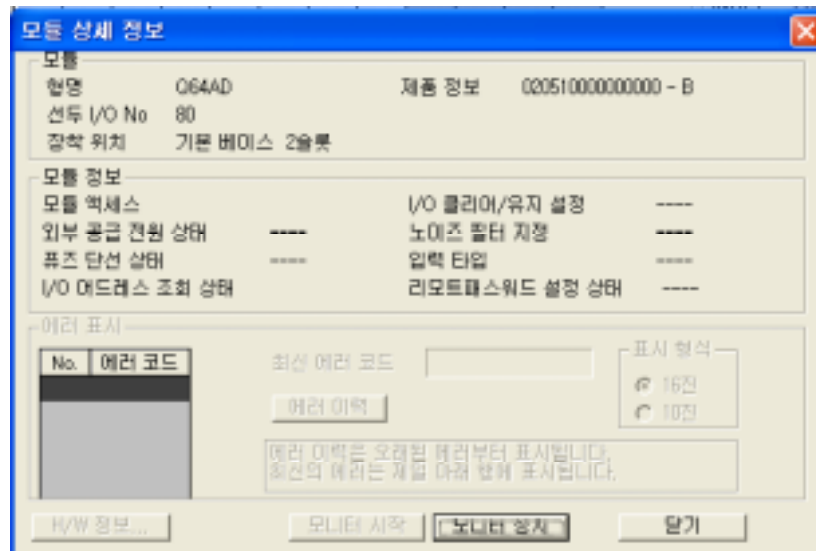 모듈 상세 정보
모듈
형명 Q64AD 제품 정보 020510000000000 - B
선두 I/O No 80
장착 위치 기본 베이스 2슬롯
모듈 정보
모듈 액세스 I/O 클리어/유지 설정 ----
외부 공급 전원 상태 ---- 노이즈 필터 지정 ----
퓨즈 단선 상태 ---- 입력 타입 ----
I/O 어드레스 조회 상태 리모트패스워드 설정 상태 ----
에러 표시
No. 에러 코드 최신 에러 코드 표시 형식
16진
에러 이력 10진
에러 이력은 오래된 에러부터 표시됩니다.
최신의 에러는 제일 아래 행에 표시됩니다.
H/W 정보... 모니터 시작 모니터 정지 닫기